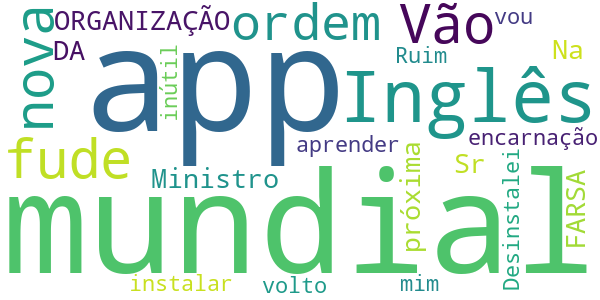 nova
ORGANIZAÇÃO
DA
inútil
ordem
Vão
vou
Ruim
Na
app
Inglês
fude
aprender
encarnação
Ministro
próxima
Sr
Desinstalei
FARSA
mundial
instalar
volto
mim